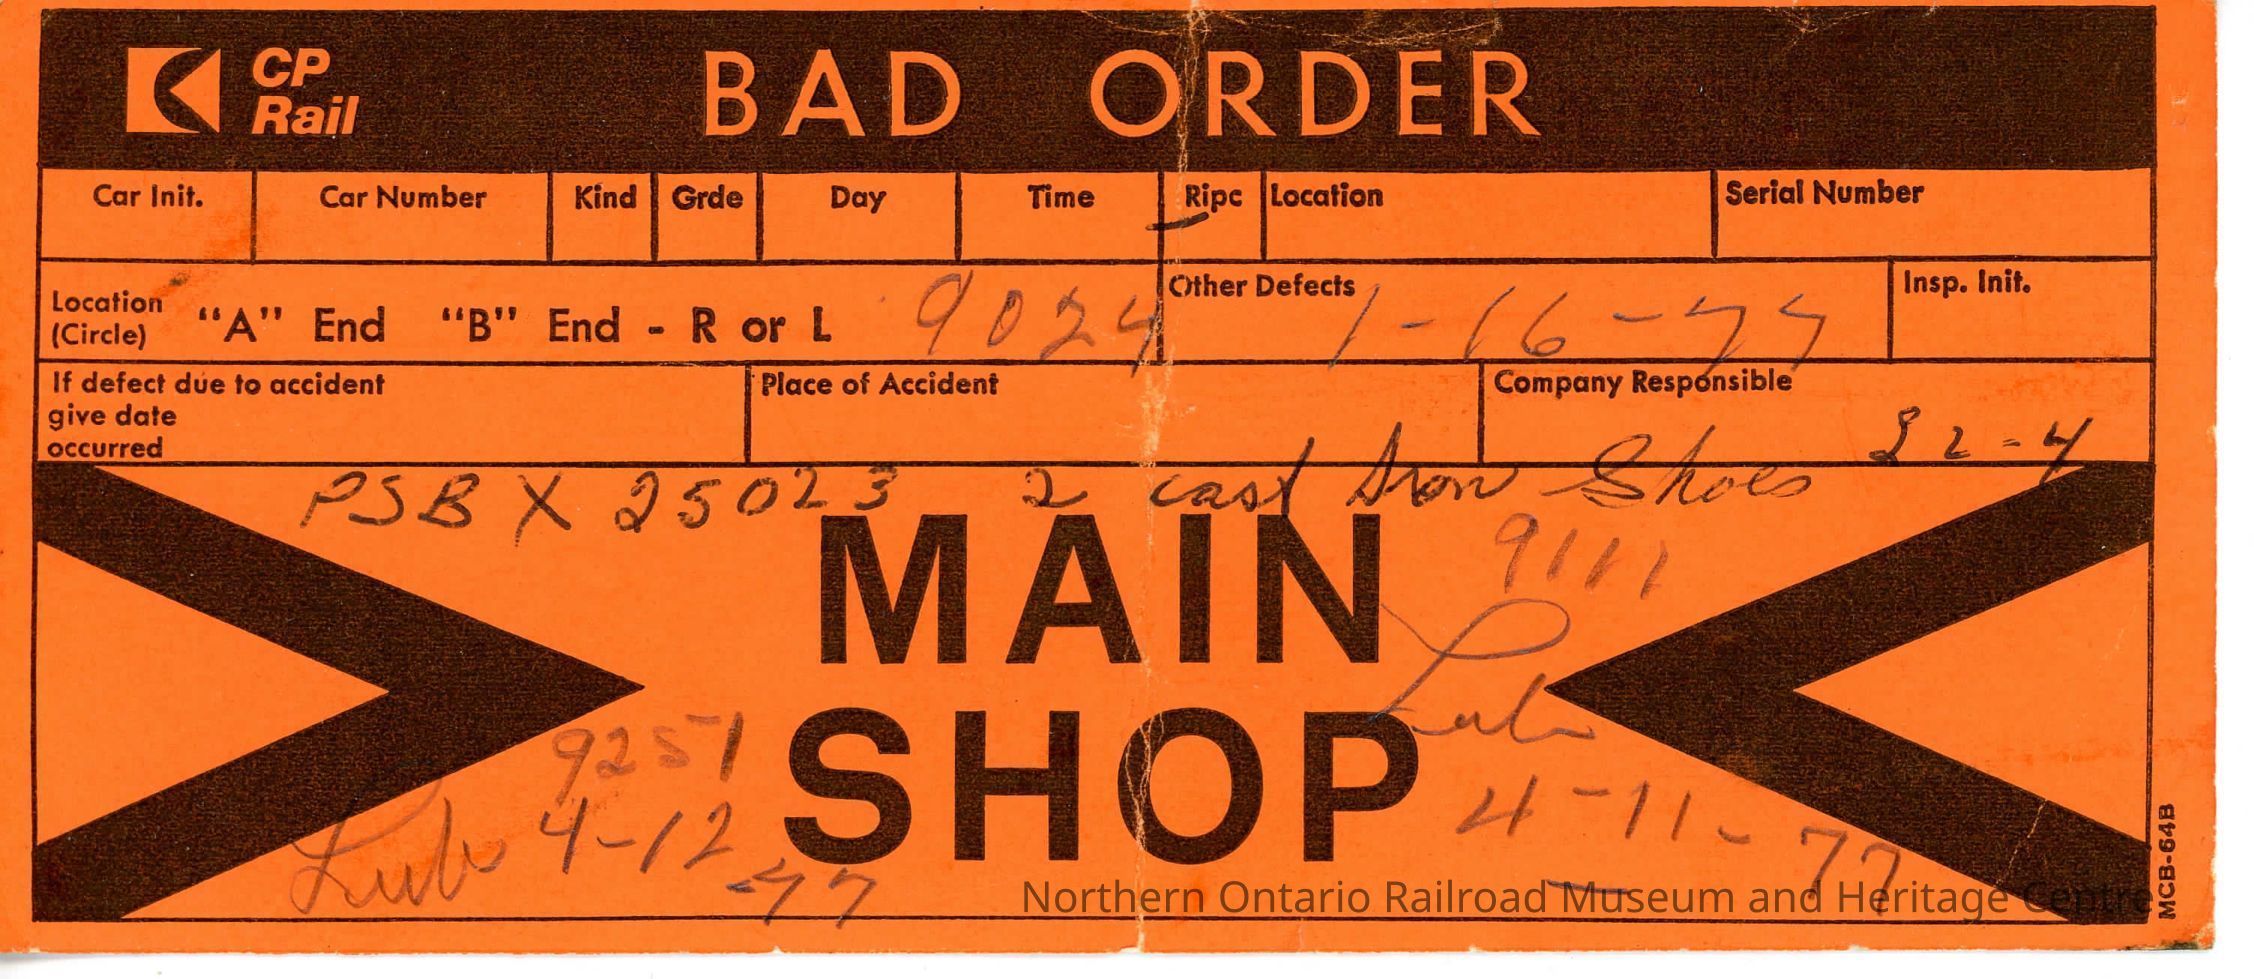 CP Rail BAD ORDER
Car Init. Car Number Kind Grde Day Time Ripc Location Serial Number
Location (Circle) "A" End "B" End - R or L 9024 Other Defects 1-16-77 Insp. Init.
If defect due to accident give date occurred Place of Accident Company Responsible
22-4
PSBX 25023 2 cast Iron Shoes
MAIN
9111
SHOP
Lub
9251
4-11-77
Lub 4-12-77
MCB-64B
Northern Ontario Railroad Museum and Heritage Centre